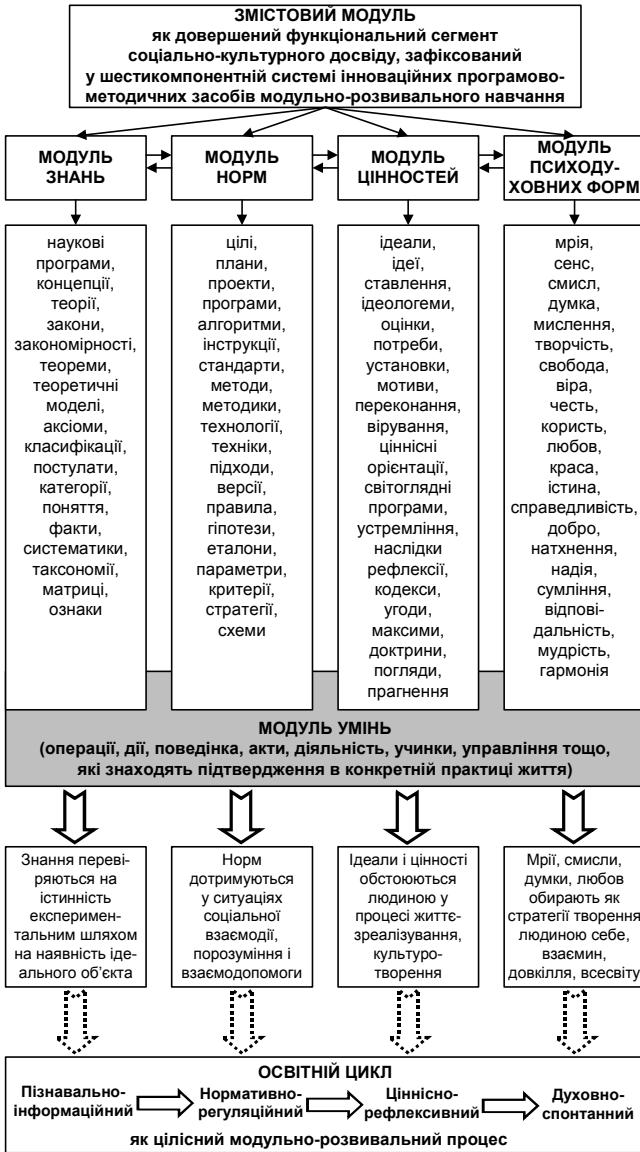 ЗМІСТОВИЙ МОДУЛЬ
як довершений функціональний сегмент
соціально-культурного досвіду, зафіксований
у шестикомпонентній системі інноваційних програмово-
методичних засобів модульно-розвивального навчання
МОДУЛЬ
ЗНАНЬ
МОДУЛЬ
НОРМ
МОДУЛЬ
ЦІННОСТЕЙ
МОДУЛЬ
ПСИХОДУ-
ХОВНИХ ФОРМ
наукові
програми,
концепції,
теорії,
закони,
закономірності,
теореми,
теоретичні
моделі,
аксіоми,
класифікації,
постулати,
категорії,
поняття,
факти,
систематики,
таксономії,
матриці,
ознаки
цілі,
плани,
проекти,
програми,
алгоритми,
інструкції,
стандарти,
методи,
методики,
технології,
техніки,
підходи,
версії,
правила,
гіпотези,
еталони,
параметри,
критерії,
стратегії,
схеми
ідеали,
ідеї,
ставлення,
ідеологеми,
оцінки,
потреби,
установки,
мотиви,
переконання,
вірування,
ціннісні
орієнтації,
світоглядні
програми,
устремління,
наслідки
рефлексії,
кодекси,
угоди,
максими,
доктрини,
погляди,
прагнення
мрія,
сенс,
смисл,
думка,
мислення,
творчість,
свобода,
віра,
честь,
користь,
любов,
краса,
істина,
справедливість,
добро,
натхнення,
надія,
сумління,
відпові-
дальність,
мудрість,
гармонія
МОДУЛЬ УМІНЬ
(операції, дії, поведінка, акти, діяльність, учинки, управління тощо,
які знаходять підтвердження в конкретній практиці життя)
Знання переві-
ряються на
істинність
експеримен-
тальним шляхом
на наявність іде-
ального об’єкта
Норм
дотримуються
у ситуаціях
соціальної
взаємодії,
порозуміння і
взаємодопомоги
Ідеали і цінності
обстоюються
людиною у
процесі життє-
зреалізування,
культуро-
творення
Мрії, смисли,
думки, любов
обирають як
стратегії творення
людиною себе,
взаємин,
довкілля, всесвіту
ОСВІТНІЙ ЦИКЛ
Пізнавально-
інформаційний
Нормативно-
регуляційний
Ціннісно-
рефлексивний
Духовно-
спонтанний
як цілісний модульно-розвивальний процес